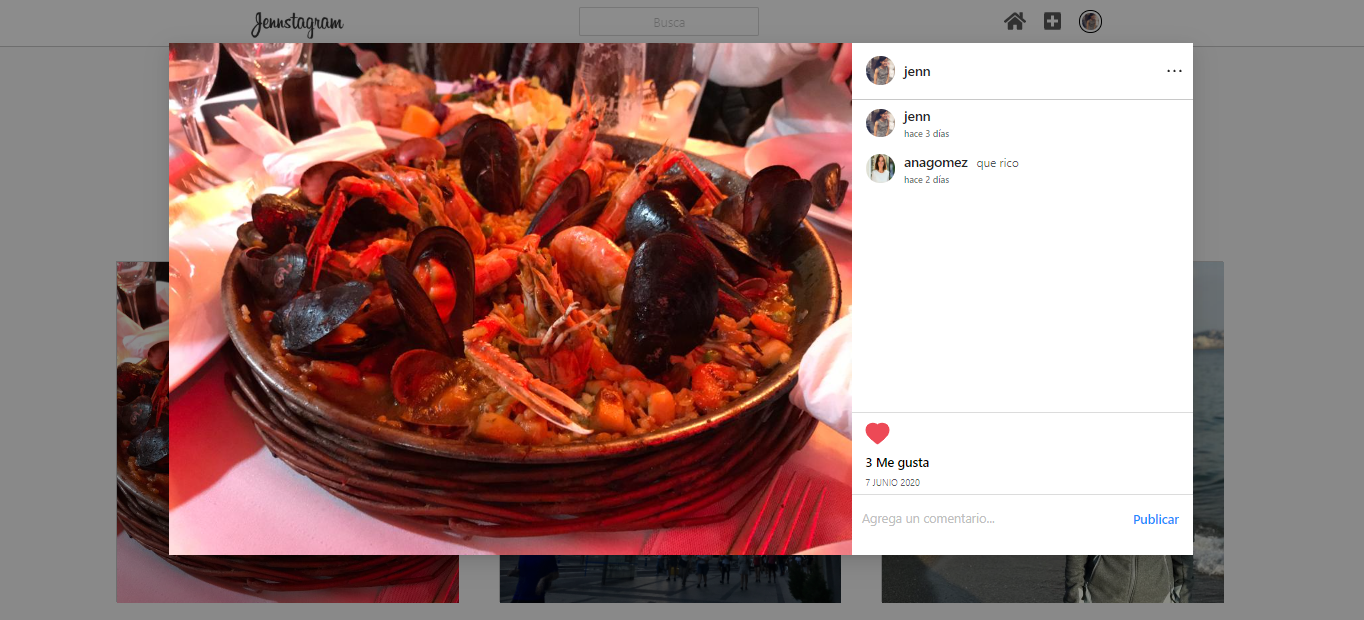 Jennstagram
Busca
jenn
jenn
hace 3 días
anagomez que rico
hace 2 días
3 Me gusta
7 JUNIO 2020
Agrega un comentario...
Publicar